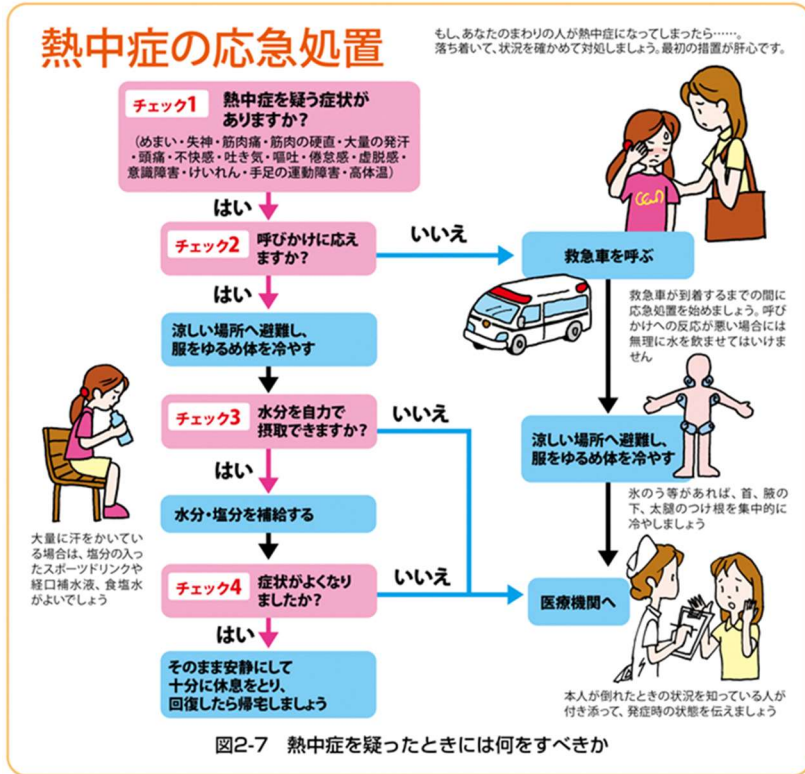 熱中症の応急処置
もし、あなたのまわりの人が熱中症になってしまったら……。
落ち着いて、状況を確かめて対処しましょう。最初の措置が肝心です。
チェック1
熱中症を疑う症状が
ありますか?
(めまい・失神・筋肉痛・筋肉の硬直・大量の発汗
・頭痛・不快感・吐き気・嘔吐・倦怠感・虚脱感・
意識障害・けいれん・手足の運動障害・高体温)
はい
チェック2
呼びかけに応え
ますか?
いいえ
救急車を呼ぶ
救急車が到着するまでの間に
応急処置を始めましょう。呼び
かけへの反応が悪い場合には
無理に水を飲ませてはいけま
せん
はい
涼しい場所へ避難し、
服をゆるめ体を冷やす
チェック3
水分を自力で
摂取できますか?
いいえ
涼しい場所へ避難し、
服をゆるめ体を冷やす
氷のう等があれば、首、腋の
下、太腿のつけ根を集中的に
冷やしましょう
はい
水分・塩分を補給する
大量に汗をかいてい
る場合は、塩分の入っ
たスポーツドリンクや
経口補水液、食塩水
がよいでしょう
チェック4
症状がよくなり
ましたか?
いいえ
医療機関へ
はい
そのまま安静にして
十分に休息をとり、
回復したら帰宅しましょう
本人が倒れたときの状況を知っている人が
付き添って、発症時の状態を伝えましょう
図2-7 熱中症を疑ったときには何をすべきか